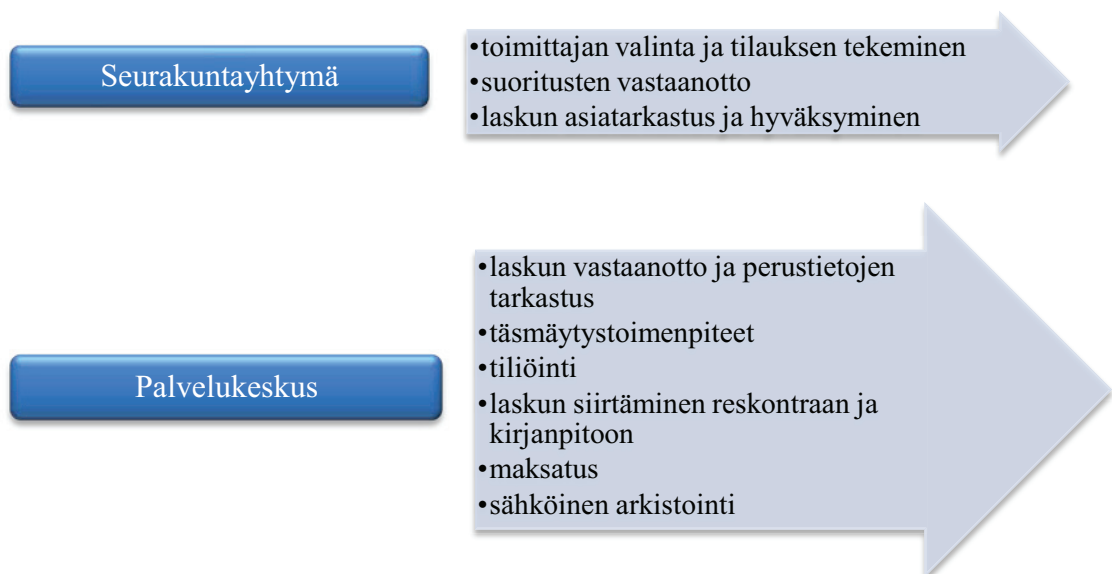 Seurakuntayhtymä
•toimittajan valinta ja tilauksen tekeminen
•suoritusten vastaanotto
•laskun asiatarkastus ja hyväksyminen
Palvelukeskus
•laskun vastaanotto ja perustietojen
tarkastus
•täsmäytystoimenpiteet
•tiliöinti
•laskun siirtäminen reskontraan ja
kirjanpitoon
•maksatus
•sähköinen arkistointi